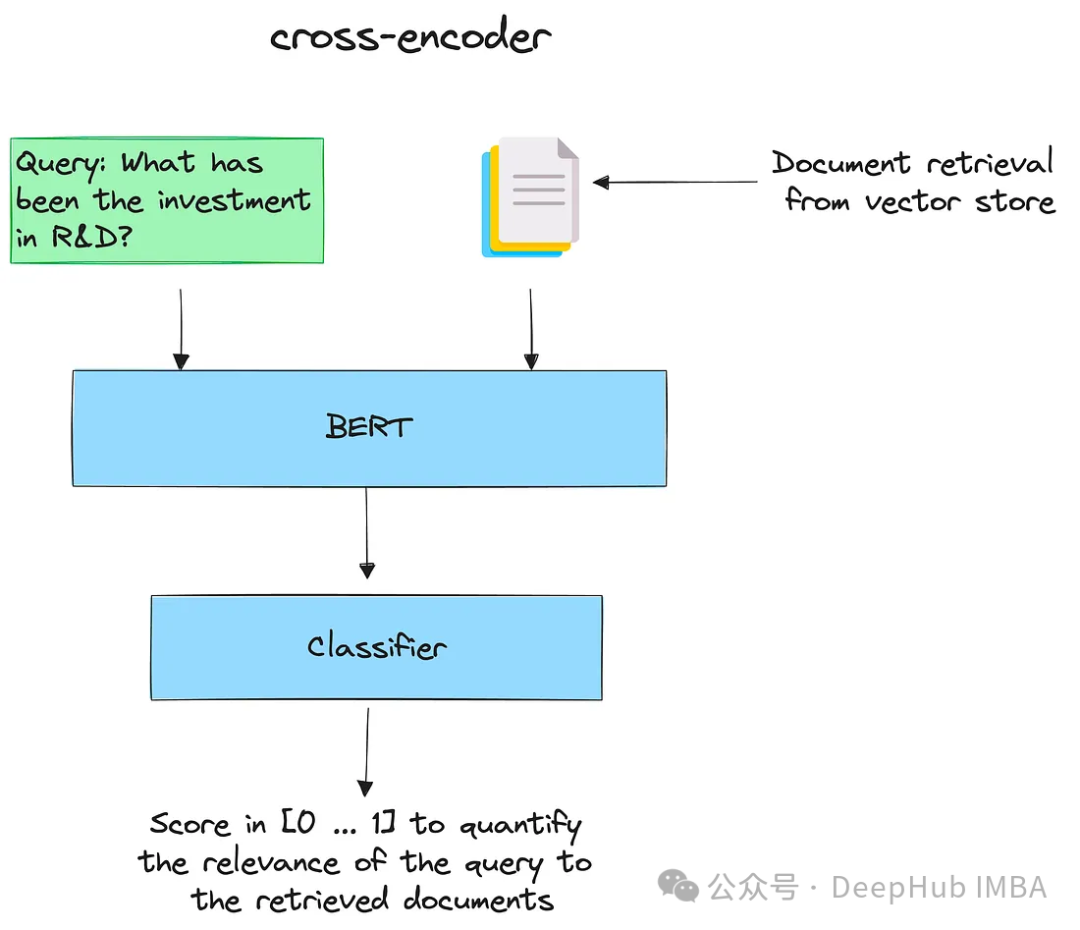 cross-encoder
Query: What has
been the investment
in R&D?
Document retrieval
from vector store
BERT
Classifier
Score in [0 ... 1] to quantify
the relevance of the query to
the retrieved documents
公众号 · DeepHub IMBA